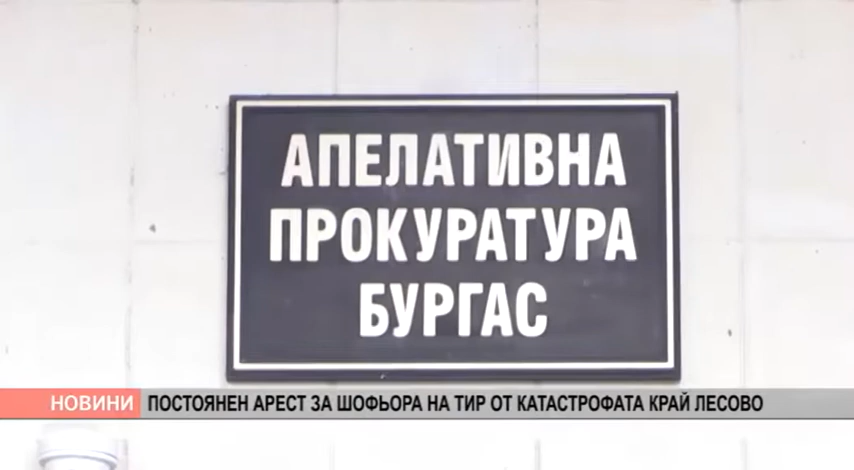 АПЕЛАТИВНА
ПРОКУРАТУРА
БУРГАС
НОВИНИ ПОСТОЯНЕН АРЕСТ ЗА ШОФЬОРА НА ТИР ОТ КАТАСТРОФАТА КРАЙ ЛЕСОВО